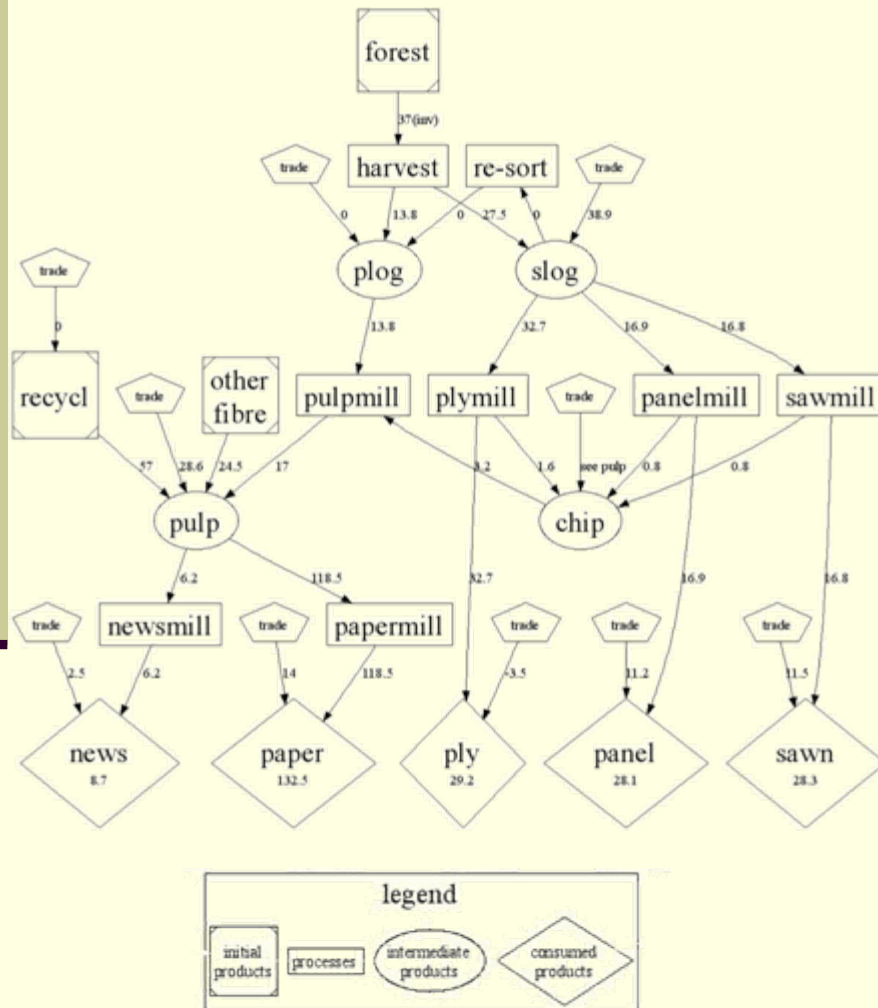 forest
37(inv)
trade
harvest
re-sort
trade
0
13.8
0
27.5
0
38.9
trade
plog
slog
0
13.8
32.7
16.9
16.8
recycl
trade
other
fibre
pulpmill
plymill
trade
panelmill
sawmill
57
28.6
24.5
17
3.2
1.6
see pulp
0.8
0.8
pulp
chip
6.2
118.5
32.7
16.9
16.8
trade
newsmill
trade
papermill
trade
trade
trade
2.5
6.2
14
118.5
-3.5
11.2
11.5
news
8.7
paper
132.5
ply
29.2
panel
28.1
sawn
28.3
legend
initial
products
processes
intermediate
products
consumed
products